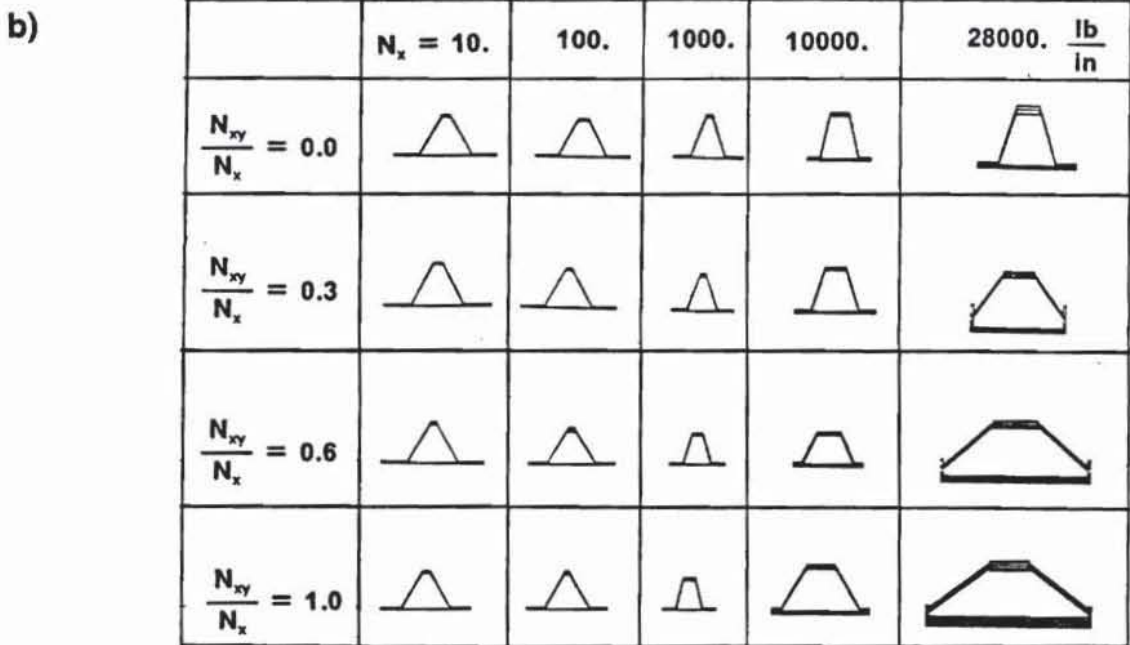 b)
N_x = 10. 100. 1000. 10000. 28000. lb/in
N_xy/N_x = 0.0
N_xy/N_x = 0.3
N_xy/N_x = 0.6
N_xy/N_x = 1.0